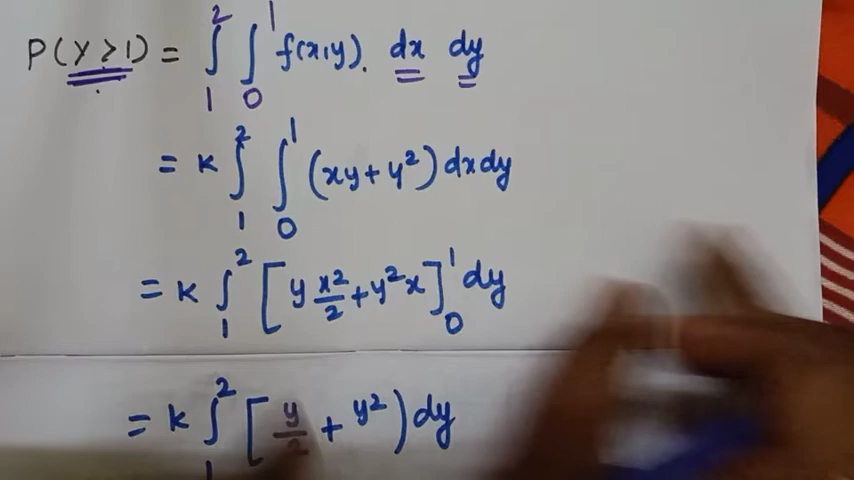 P(Y ≥ 1) = ∫₁² ∫₀¹ f(x,y). dx dy
= k ∫₁² ∫₀¹ (xy + y²) dx dy
= k ∫₁² [y x²/2 + y²x]₀¹ dy
= k ∫₁² [y/2 + y²) dy